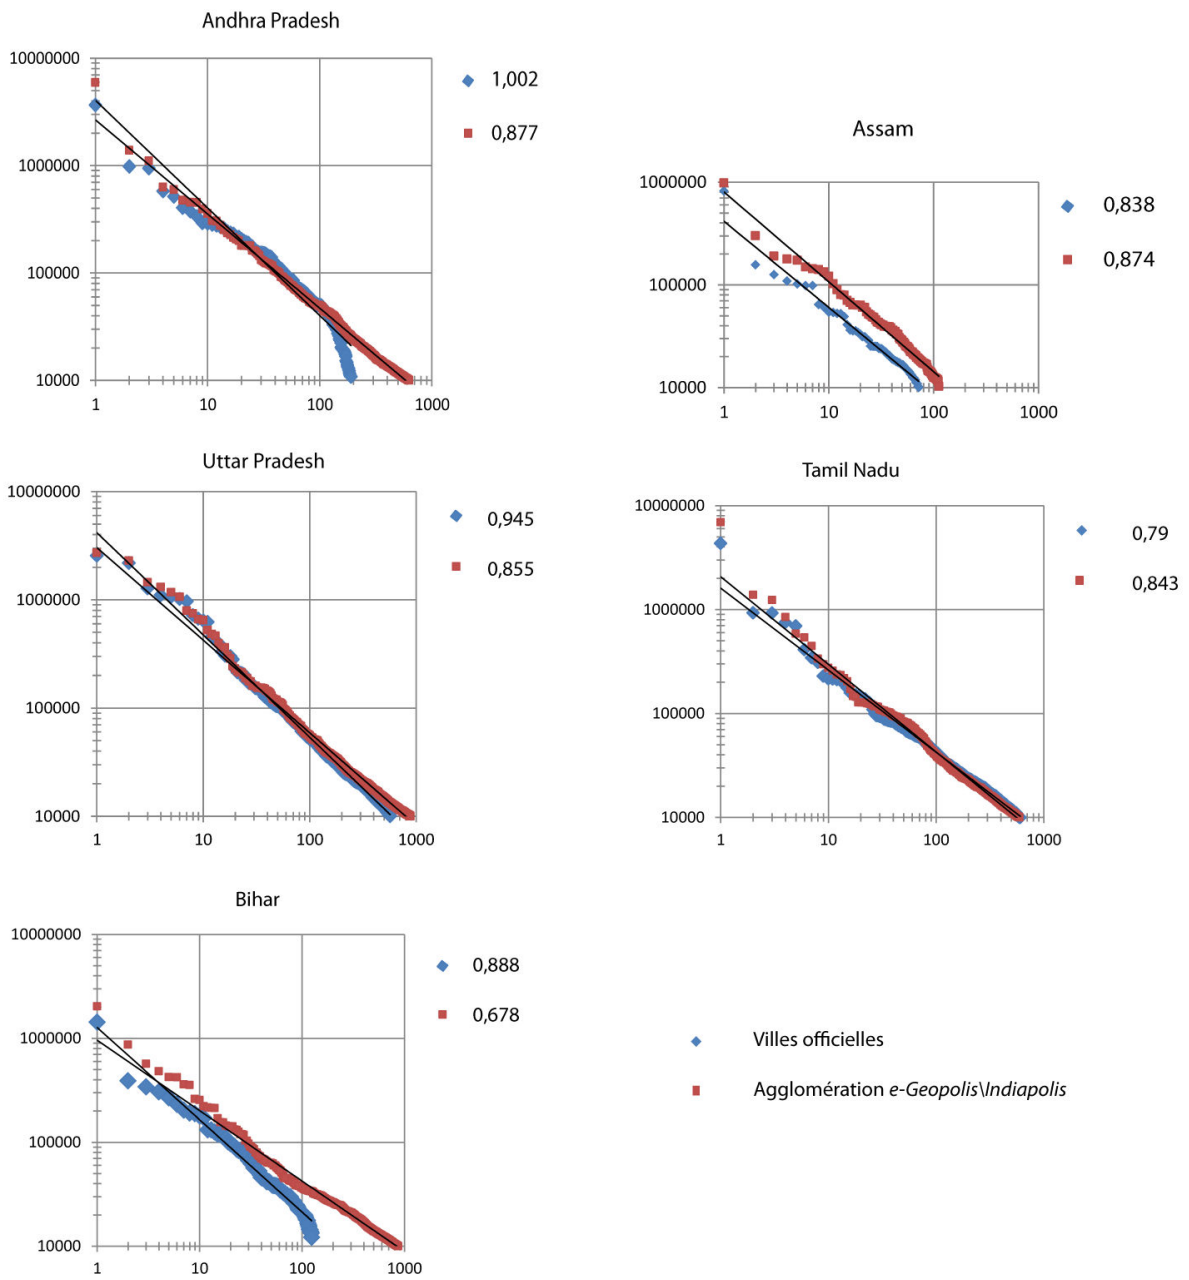 Andhra Pradesh
10000000
1000000
100000
10000
1 10 100 1000
1,002
0,877
Assam
1000000
100000
10000
1 10 100 1000
0,838
0,874
Uttar Pradesh
10000000
1000000
100000
10000
1 10 100 1000
0,945
0,855
Tamil Nadu
10000000
1000000
100000
10000
1 10 100 1000
0,79
0,843
Bihar
10000000
1000000
100000
10000
1 10 100 1000
0,888
0,678
Villes officielles
Agglomération e-Geopolis\Indiapolis